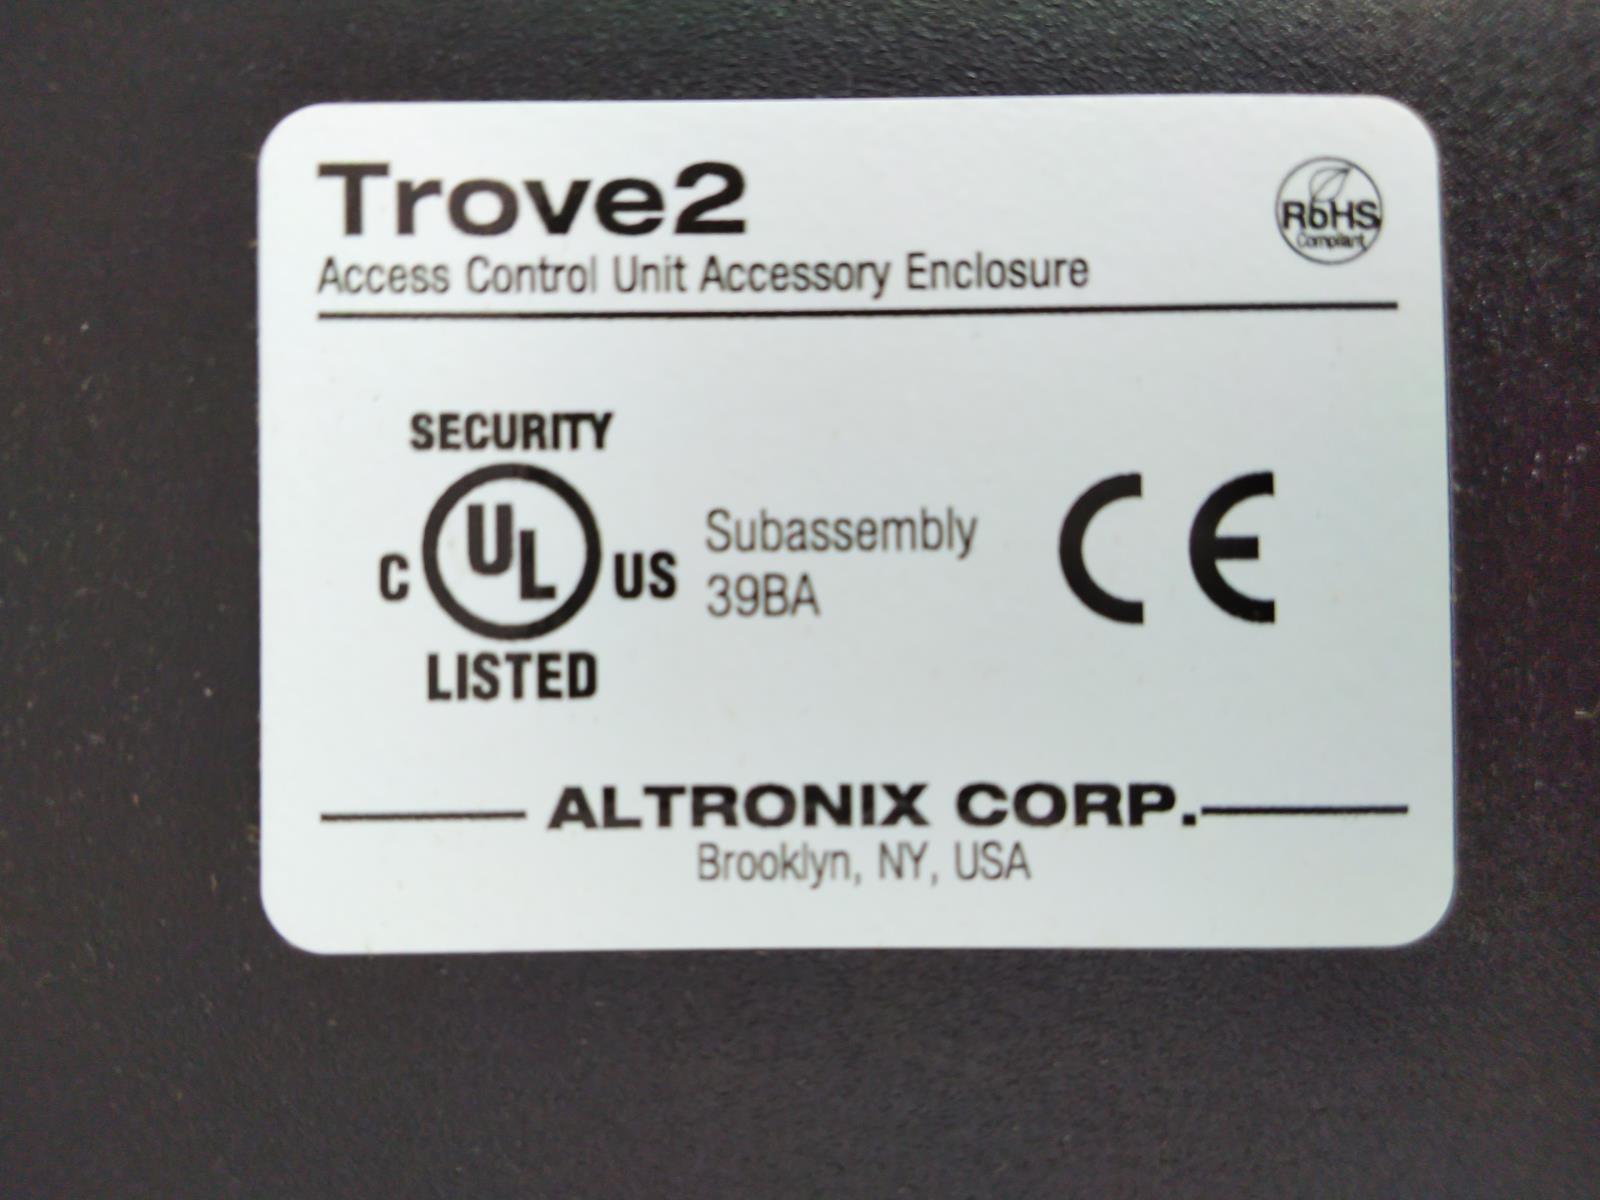 Trove2
RoHS
Compliant
Access Control Unit Accessory Enclosure
SECURITY
C UL US
LISTED
Subassembly
39BA
CE
ALTRONIX CORP.
Brooklyn, NY, USA